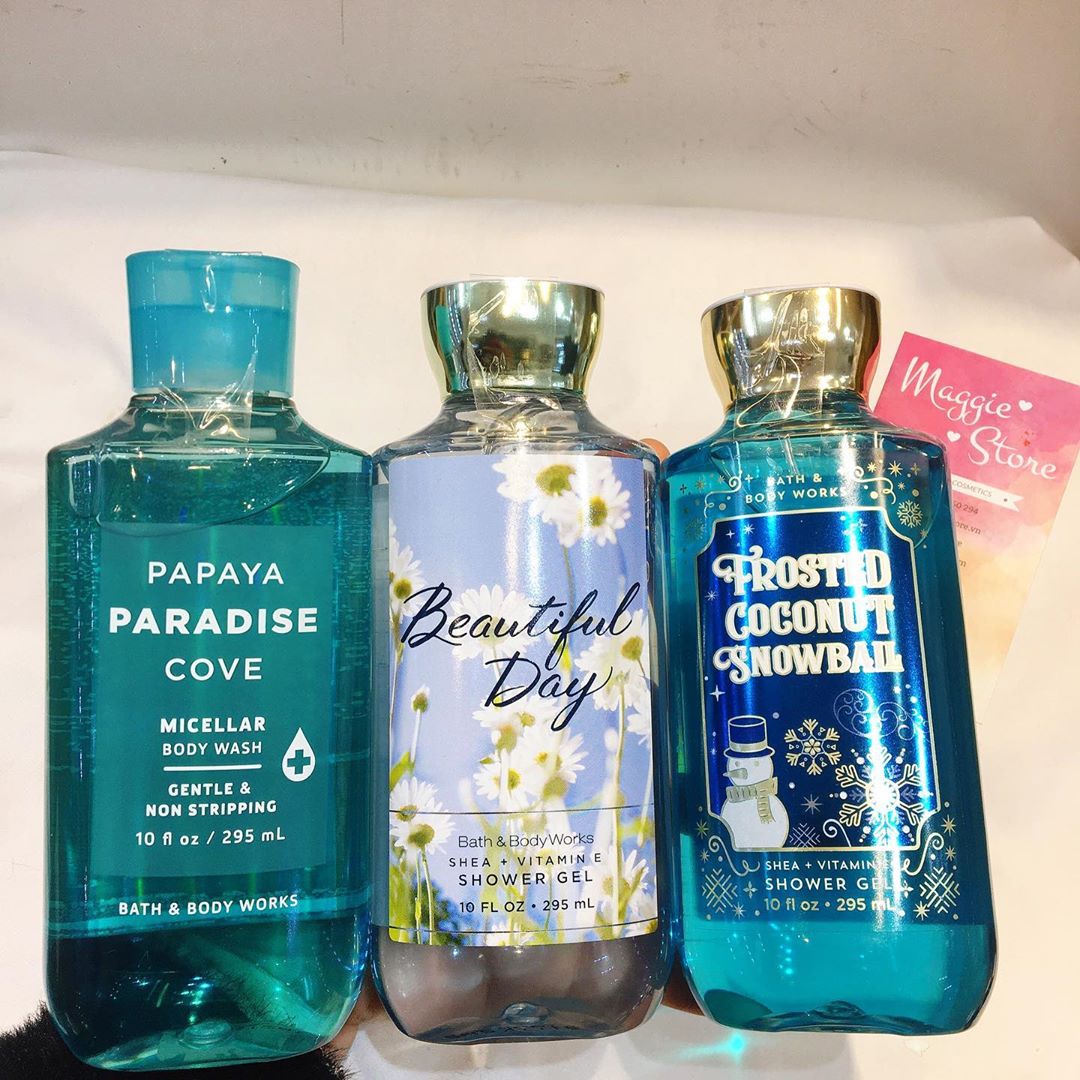 PAPAYA
PARADISE
COVE
MICELLAR
BODY WASH
GENTLE &
NON STRIPPING
10 fl oz / 295 mL
BATH & BODY WORKS
Beautiful
Day
Bath & Body Works
SHEA + VITAMIN E
SHOWER GEL
10 FL OZ • 295 mL
BATH &
BODY WORKS
FROSTED
COCONUT
SNOWBALL
SHEA + VITAMIN E
SHOWER GEL
10 fl oz • 295 mL
Maggie
Store
COSMETICS
294